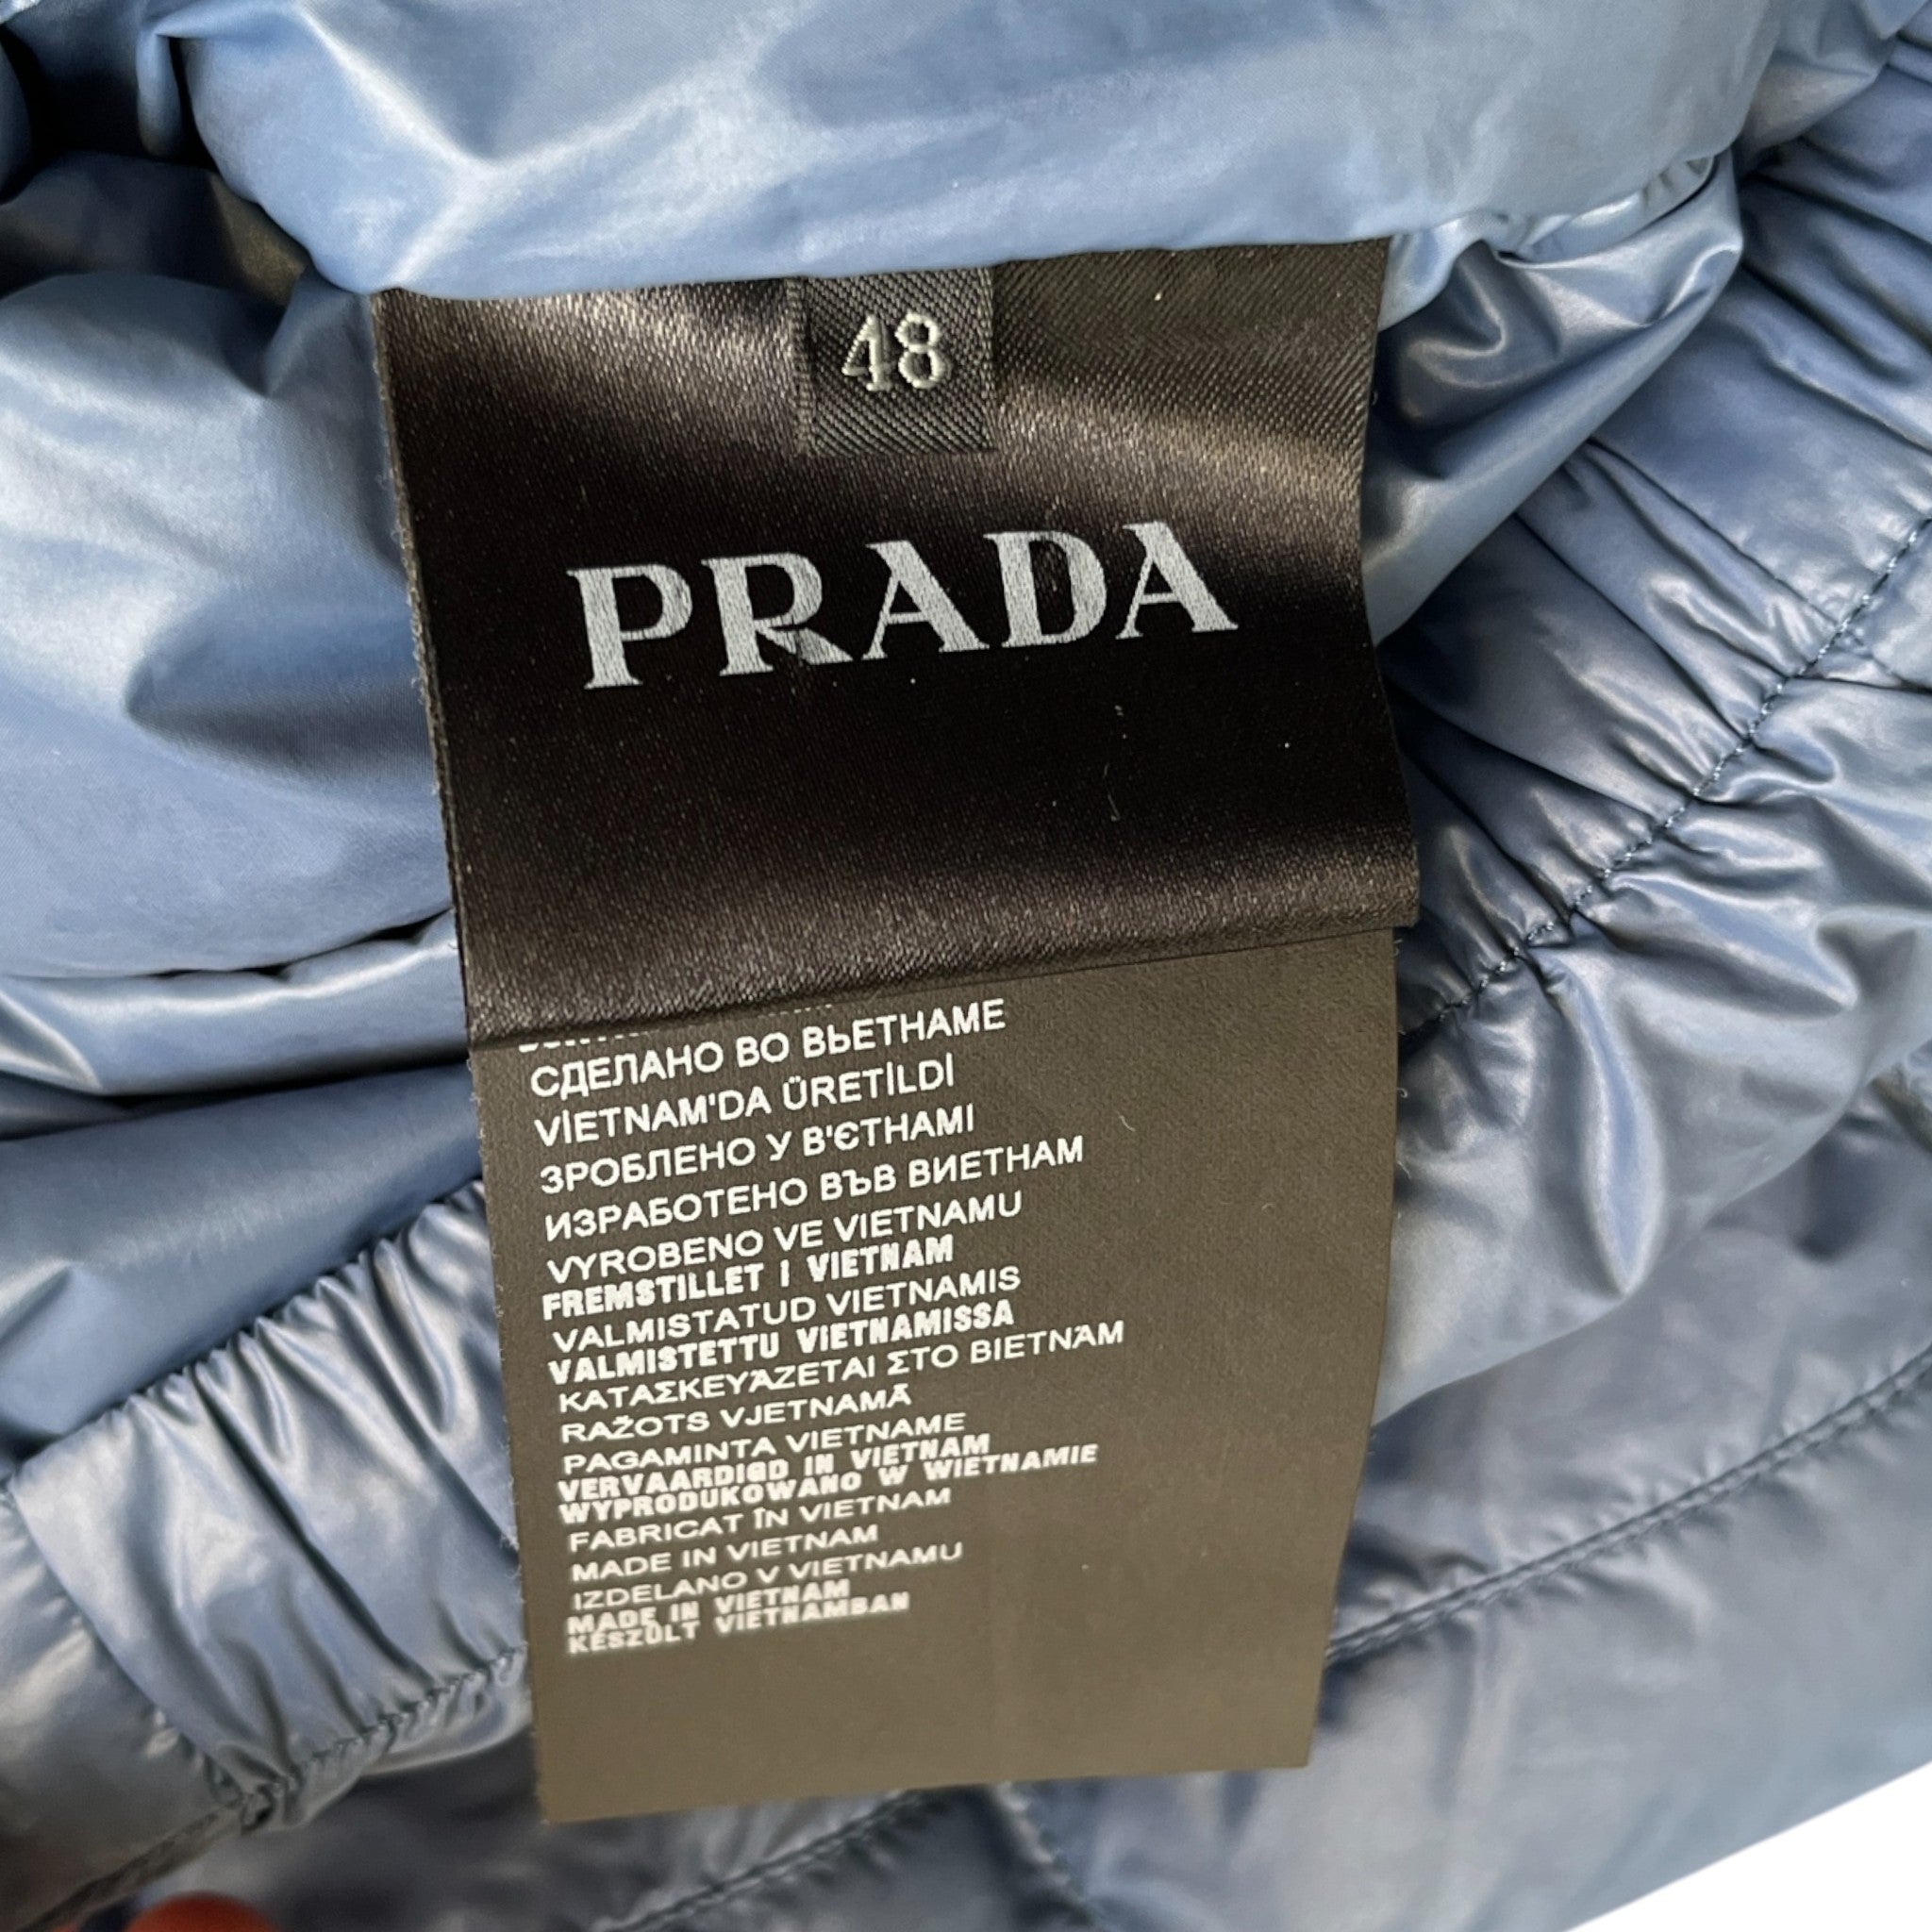 48
PRADA
СДЕЛАНО ВО ВЬЕТНАМЕ
VİETNAM'DA ÜRETİLDİ
ЗРОБЛЕНО У В'ЄТНАМІ
ИЗРАБОТЕНО ВЪВ ВИЕТНАМ
VYROBENO VE VIETNAMU
FREMSTILLET I VIETNAM
VALMISTATUD VIETNAMIS
VALMISTETTU VIETNAMISSA
ΚΑΤΑΣΚΕΥΆΖΕΤΑΙ ΣΤΟ ΒΙΕΤΝΆΜ
RAŽOTS VJETNAMĀ
PAGAMINTA VIETNAME
VERVAARDIGD IN VIETNAM
WYPRODUKOWANO W WIETNAMIE
FABRICAT ÎN VIETNAM
MADE IN VIETNAM
IZDELANO V VIETNAMU
MADE IN VIETNAM
KÉSZÜLT VIETNAMBAN